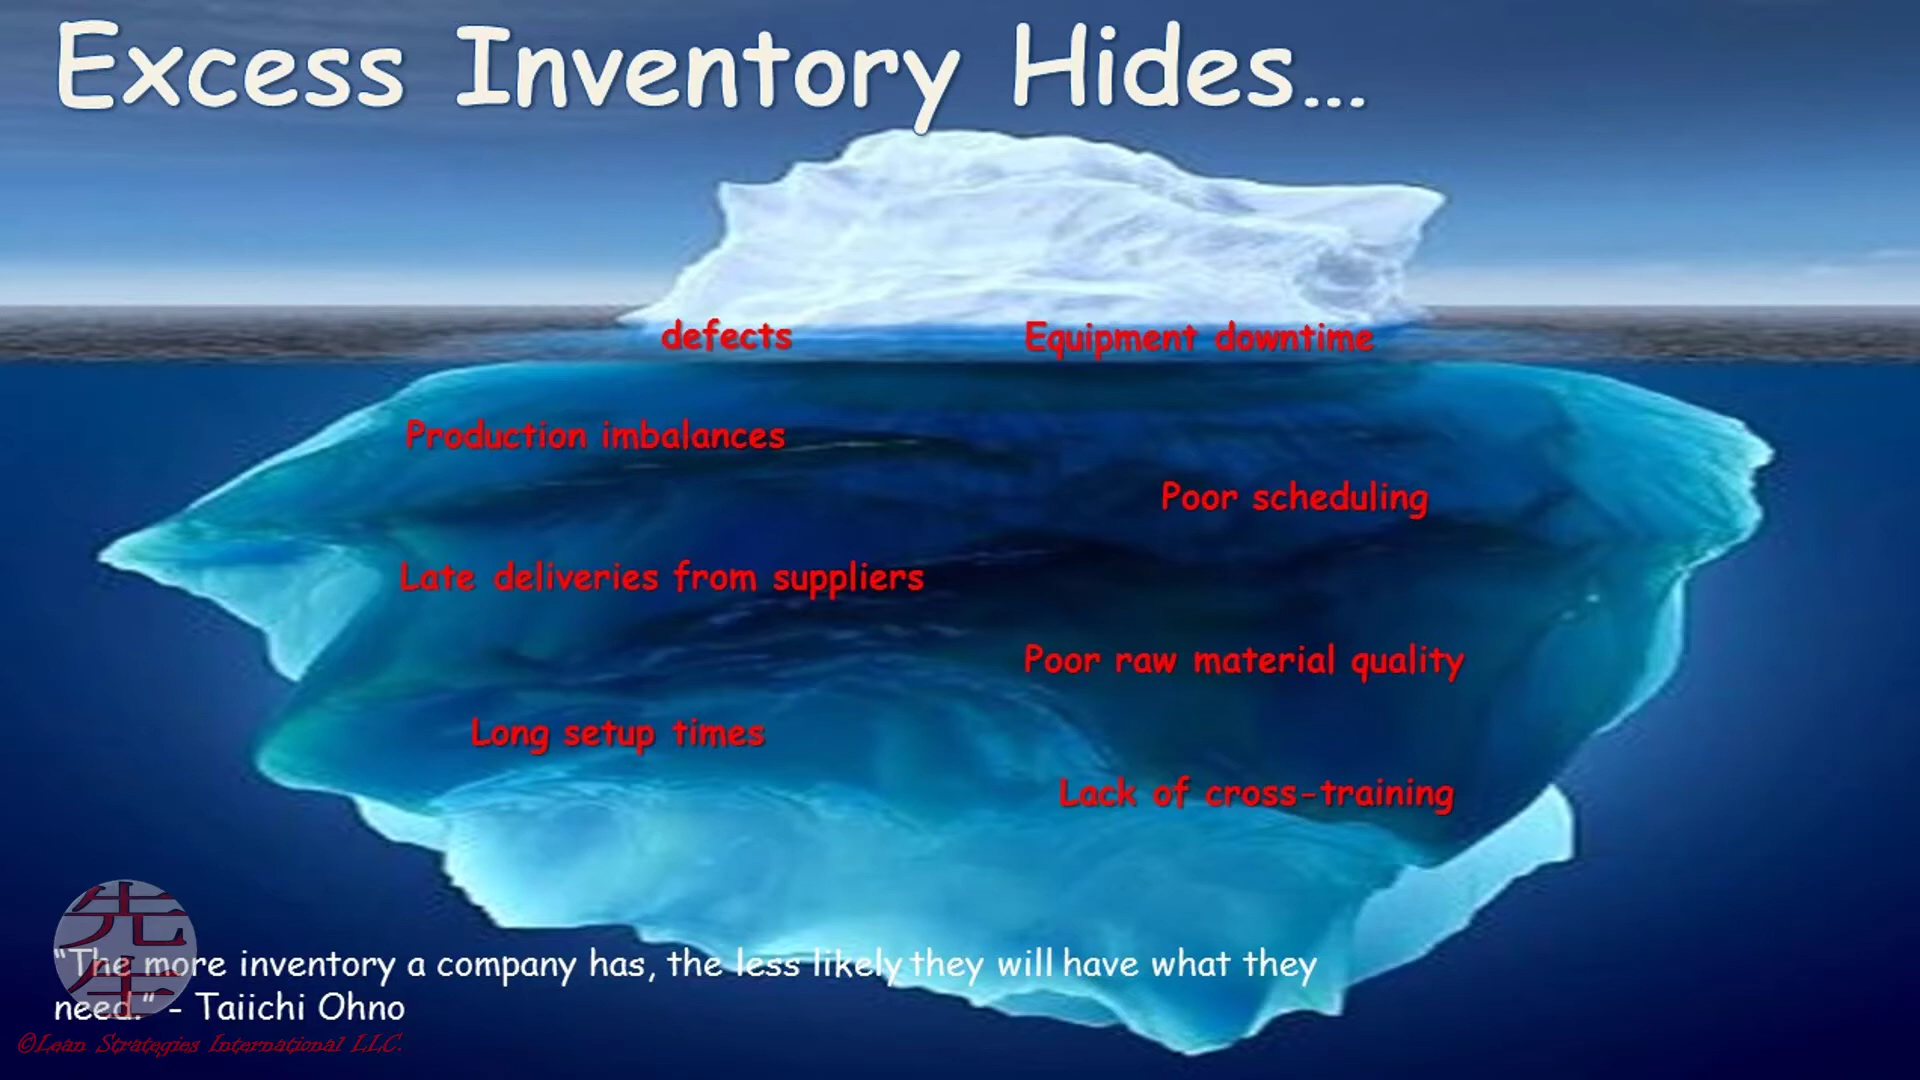 Excess Inventory Hides...
defects
Equipment downtime
Production imbalances
Poor scheduling
Late deliveries from suppliers
Poor raw material quality
Long setup times
Lack of cross-training
先
生
“The more inventory a company has, the less likely they will have what they
need.” - Taiichi Ohno
©Lean Strategies International LLC.